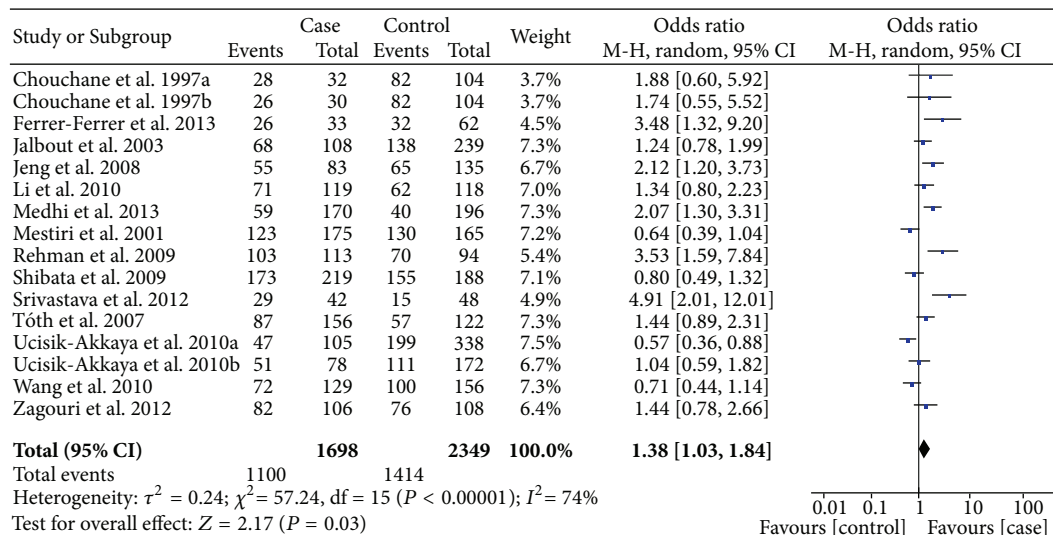 Study or Subgroup Case Control Weight Odds ratio Odds ratio
Events Total Events Total M-H, random, 95% CI M-H, random, 95% CI
Chouchane et al. 1997a 28 32 82 104 3.7% 1.88 [0.60, 5.92]
Chouchane et al. 1997b 26 30 82 104 3.7% 1.74 [0.55, 5.52]
Ferrer-Ferrer et al. 2013 26 33 32 62 4.5% 3.48 [1.32, 9.20]
Jalbout et al. 2003 68 108 138 239 7.3% 1.24 [0.78, 1.99]
Jeng et al. 2008 55 83 65 135 6.7% 2.12 [1.20, 3.73]
Li et al. 2010 71 119 62 118 7.0% 1.34 [0.80, 2.23]
Medhi et al. 2013 59 170 40 196 7.3% 2.07 [1.30, 3.31]
Mestiri et al. 2001 123 175 130 165 7.2% 0.64 [0.39, 1.04]
Rehman et al. 2009 103 113 70 94 5.4% 3.53 [1.59, 7.84]
Shibata et al. 2009 173 219 155 188 7.1% 0.80 [0.49, 1.32]
Srivastava et al. 2012 29 42 15 48 4.9% 4.91 [2.01, 12.01]
Tóth et al. 2007 87 156 57 122 7.3% 1.44 [0.89, 2.31]
Ucisik-Akkaya et al. 2010a 47 105 199 338 7.5% 0.57 [0.36, 0.88]
Ucisik-Akkaya et al. 2010b 51 78 111 172 6.7% 1.04 [0.59, 1.82]
Wang et al. 2010 72 129 100 156 7.3% 0.71 [0.44, 1.14]
Zagouri et al. 2012 82 106 76 108 6.4% 1.44 [0.78, 2.66]
Total (95% CI) 1698 2349 100.0% 1.38 [1.03, 1.84]
Total events 1100 1414
Heterogeneity: τ² = 0.24; χ² = 57.24, df = 15 (P < 0.00001); I² = 74%
Test for overall effect: Z = 2.17 (P = 0.03)
0.01 0.1 1 10 100
Favours [control] Favours [case]